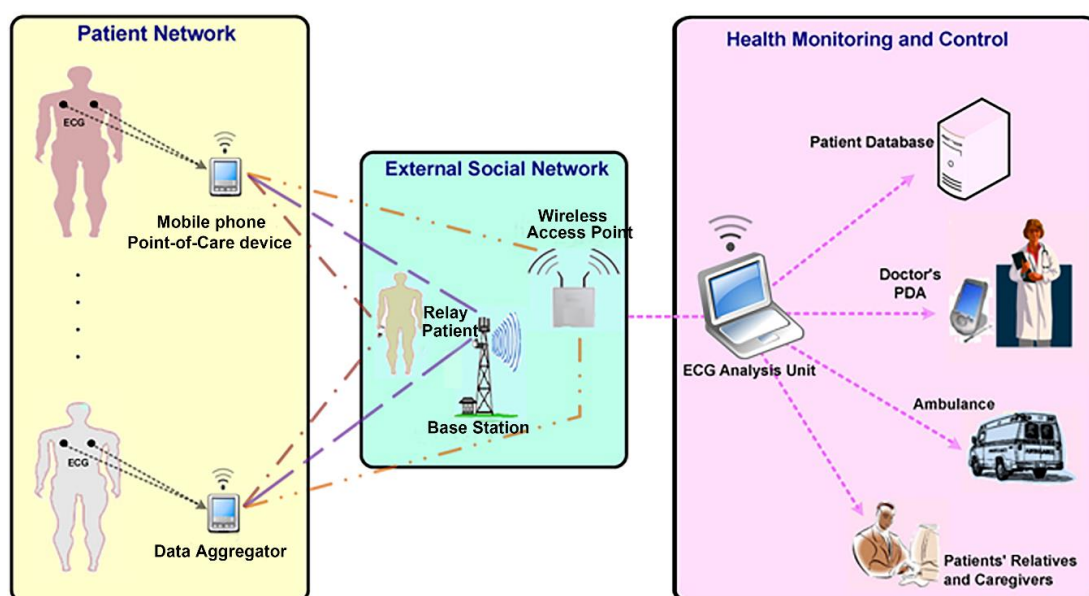 Patient Network
ECG
Mobile phone
Point-of-Care device
ECG
Data Aggregator
External Social Network
Wireless
Access Point
Relay
Patient
Base Station
Health Monitoring and Control
Patient Database
Doctor's
PDA
ECG Analysis Unit
Ambulance
AMBULANCE
Patients' Relatives
and Caregivers